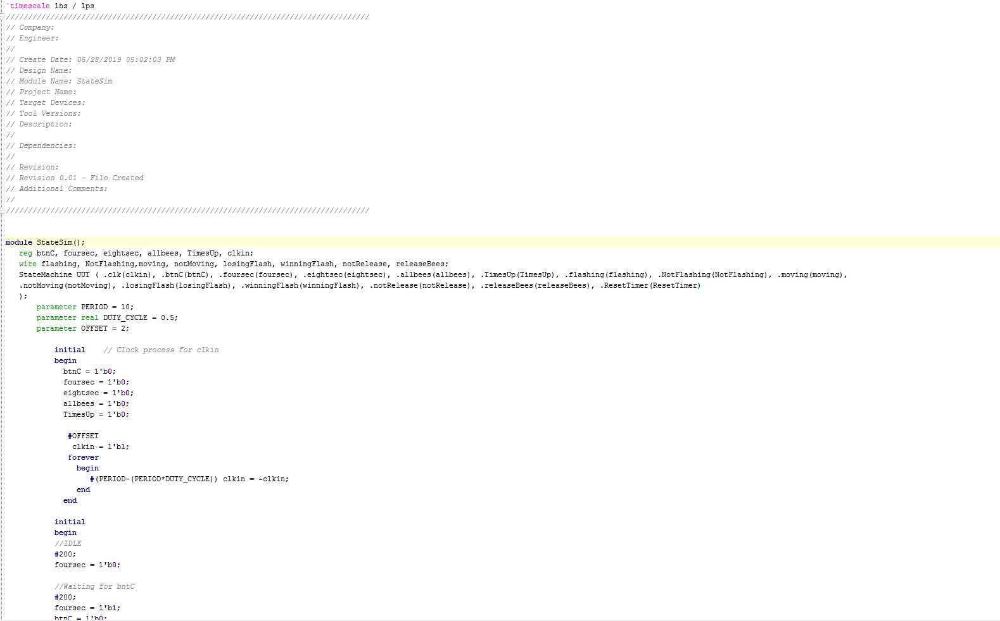 `timescale 1ns / 1ps
//////////////////////////////////////////////////////////////////////////////////
// Company:
// Engineer:
//
// Create Date: 05/28/2019 05:02:03 PM
// Design Name:
// Module Name: StateSim
// Project Name:
// Target Devices:
// Tool Versions:
// Description:
//
// Dependencies:
//
// Revision:
// Revision 0.01 - File Created
// Additional Comments:
//
//////////////////////////////////////////////////////////////////////////////////
module StateSim();
reg btnC, foursec, eightsec, allbees, TimesUp, clkin;
wire flashing, NotFlashing,moving, notMoving, losingFlash, winningFlash, notRelease, releaseBees;
StateMachine UUT ( .clk(clkin), .btnC(btnC), .foursec(foursec), .eightsec(eightsec), .allbees(allbees), .TimesUp(TimesUp), .flashing(flashing), .NotFlashing(NotFlashing), .moving(moving),
.notMoving(notMoving), .losingFlash(losingFlash), .winningFlash(winningFlash), .notRelease(notRelease), .releaseBees(releaseBees), .ResetTimer(ResetTimer)
);
parameter PERIOD = 10;
parameter real DUTY_CYCLE = 0.5;
parameter OFFSET = 2;
initial // Clock process for clkin
begin
btnC = 1'b0;
foursec = 1'b0;
eightsec = 1'b0;
allbees = 1'b0;
TimesUp = 1'b0;
#OFFSET
clkin = 1'b1;
forever
begin
#(PERIOD-(PERIOD*DUTY_CYCLE)) clkin = ~clkin;
end
end
initial
begin
//IDLE
#200;
foursec = 1'b0;
//Waiting for bntC
#200;
foursec = 1'b1;
btnC = 1'b0;